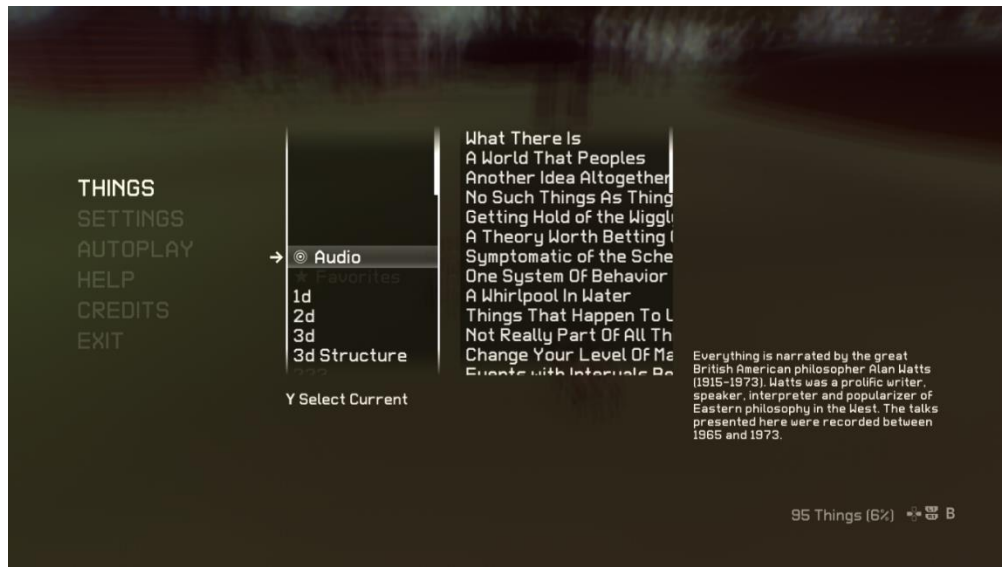 THINGS
SETTINGS
AUTOPLAY
HELP
CREDITS
EXIT
Audio
Favorites
1d
2d
3d
3d Structure
???
Y Select Current
What There Is
A World That Peoples
Another Idea Altogether
No Such Things As Thing
Getting Hold of the Wiggl
A Theory Worth Betting
Symptomatic of the Sche
One System Of Behavior
A Whirlpool In Water
Things That Happen To L
Not Really Part Of All Th
Change Your Level Of Ma
Events with Intervals Be
Everything is narrated by the great
British American philosopher Alan Watts
(1915-1973). Watts was a prolific writer,
speaker, interpreter and popularizer of
Eastern philosophy in the West. The talks
presented here were recorded between
1965 and 1973.
95 Things (6%) B